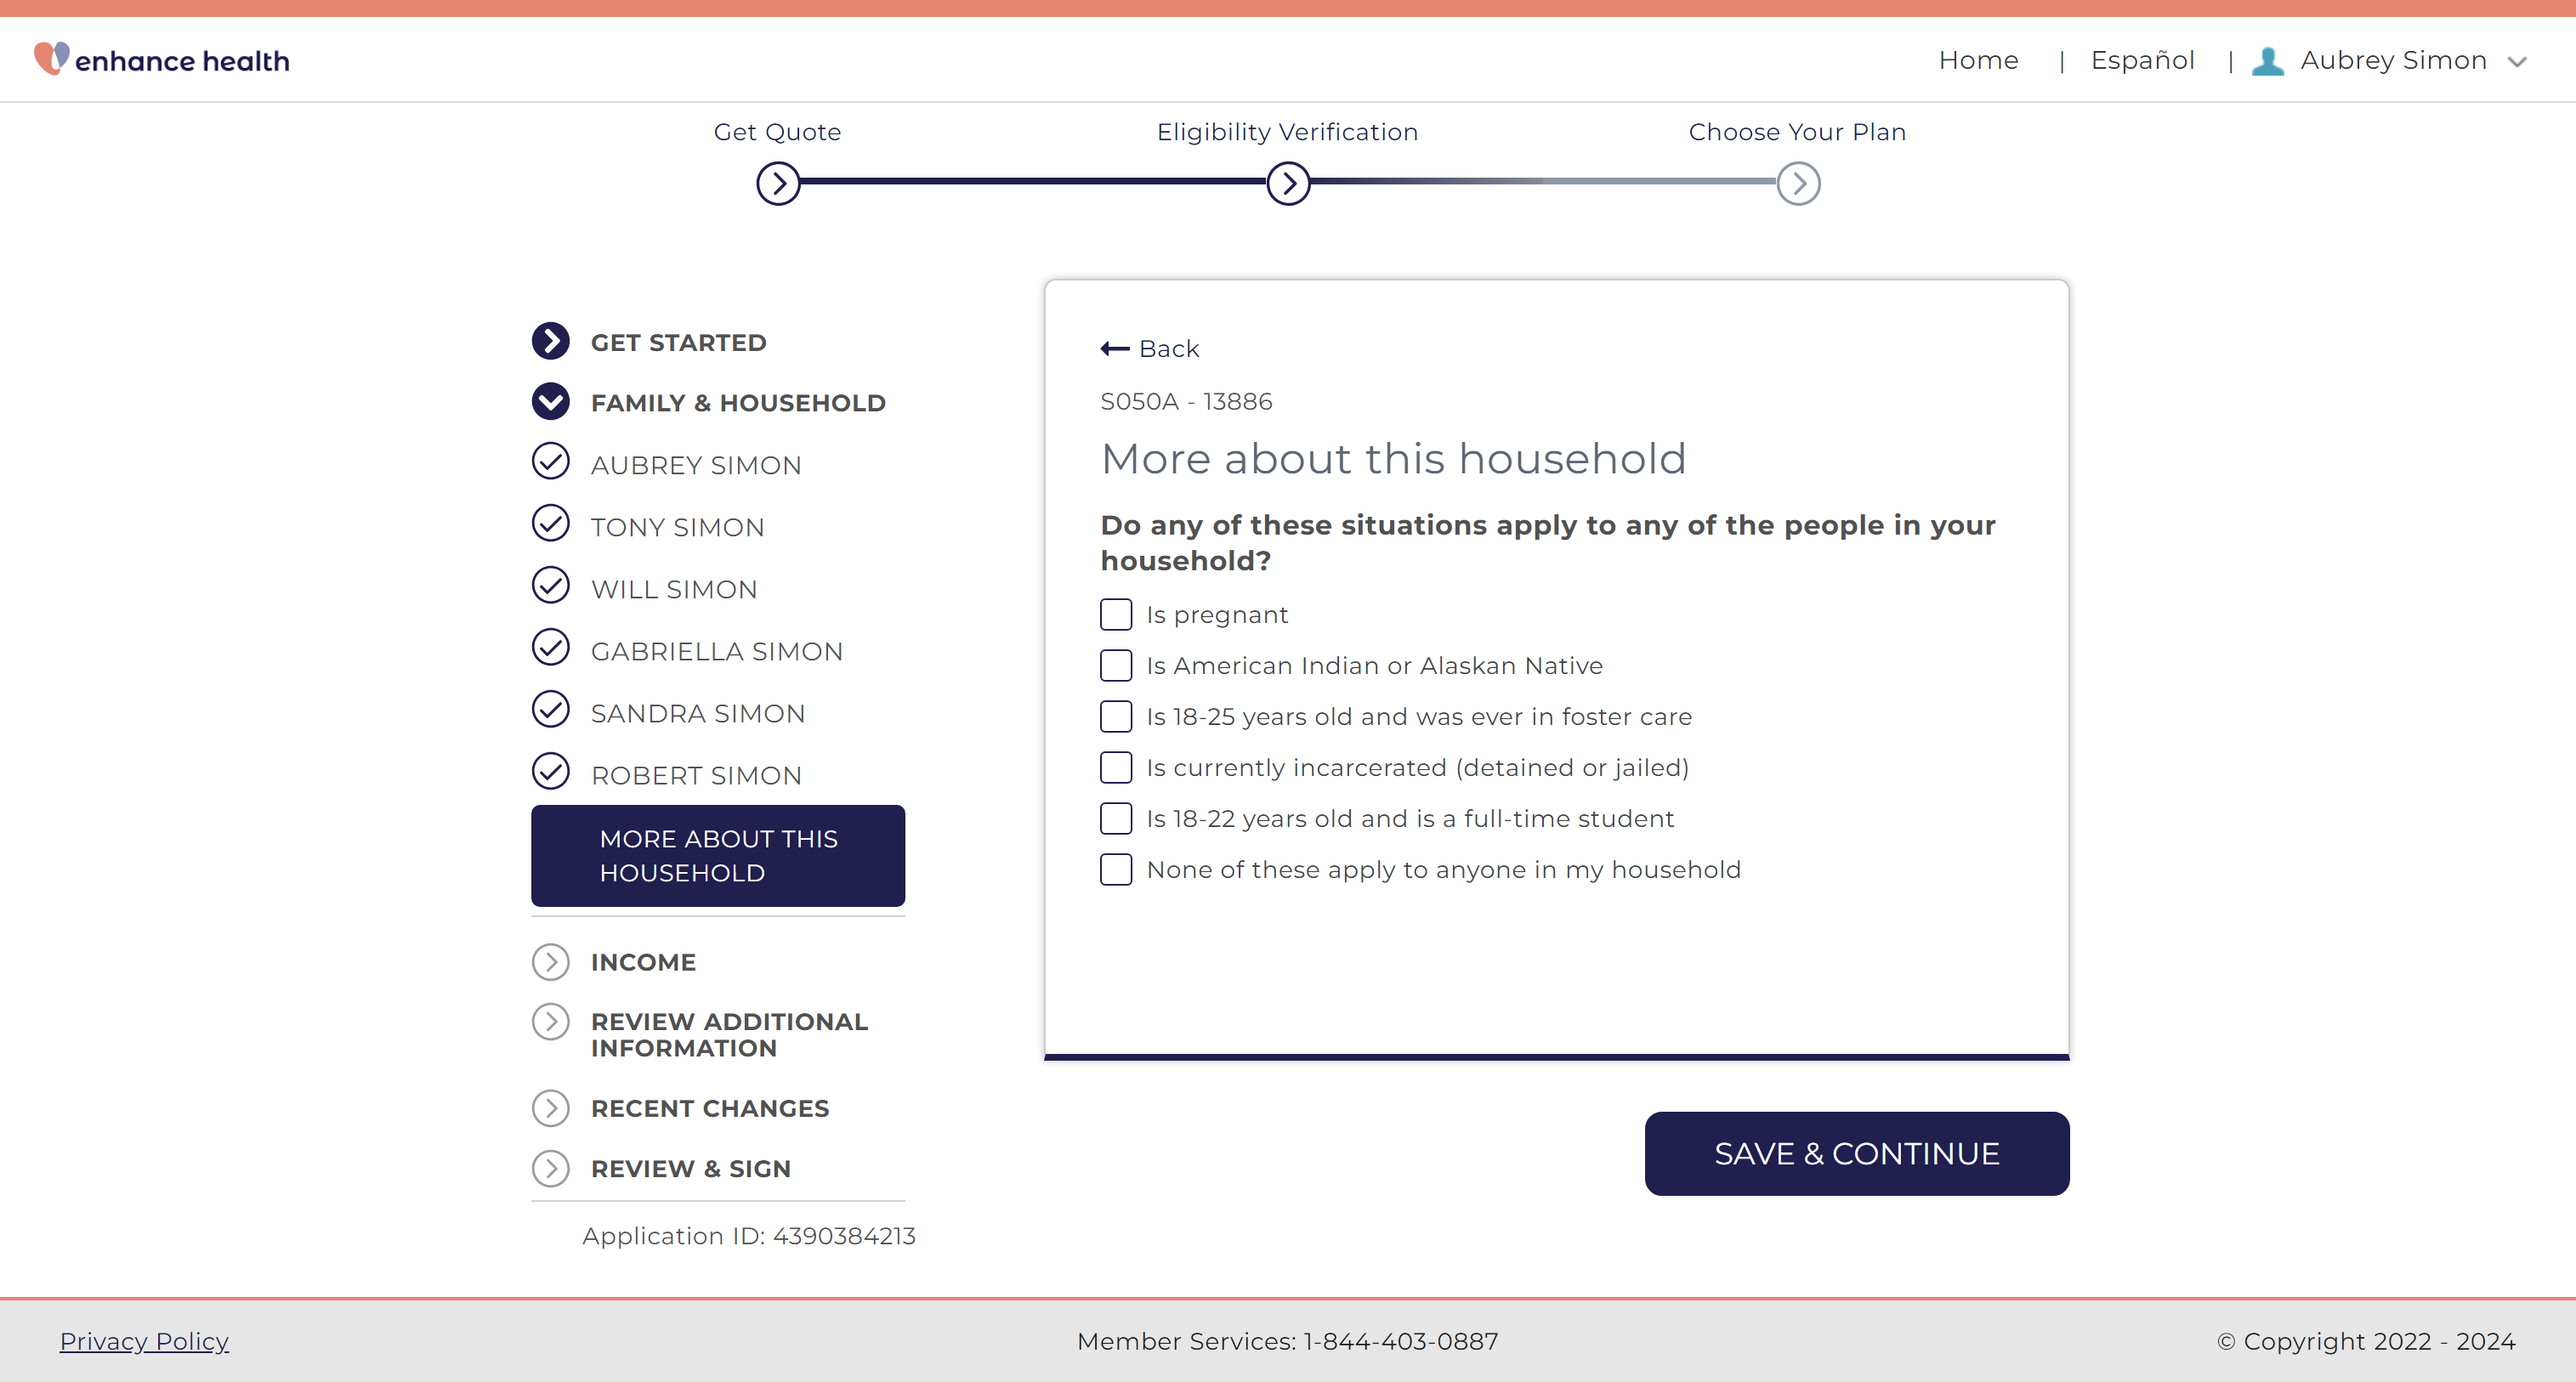 enhance health
Home | Español | Aubrey Simon
Get Quote
Eligibility Verification
Choose Your Plan
GET STARTED
FAMILY & HOUSEHOLD
AUBREY SIMON
TONY SIMON
WILL SIMON
GABRIELLA SIMON
SANDRA SIMON
ROBERT SIMON
MORE ABOUT THIS
HOUSEHOLD
INCOME
REVIEW ADDITIONAL
INFORMATION
RECENT CHANGES
REVIEW & SIGN
Application ID: 4390384213
Back
S050A - 13886
More about this household
Do any of these situations apply to any of the people in your
household?
Is pregnant
Is American Indian or Alaskan Native
Is 18-25 years old and was ever in foster care
Is currently incarcerated (detained or jailed)
Is 18-22 years old and is a full-time student
None of these apply to anyone in my household
SAVE & CONTINUE
Privacy Policy
Member Services: 1-844-403-0887
© Copyright 2022 - 2024